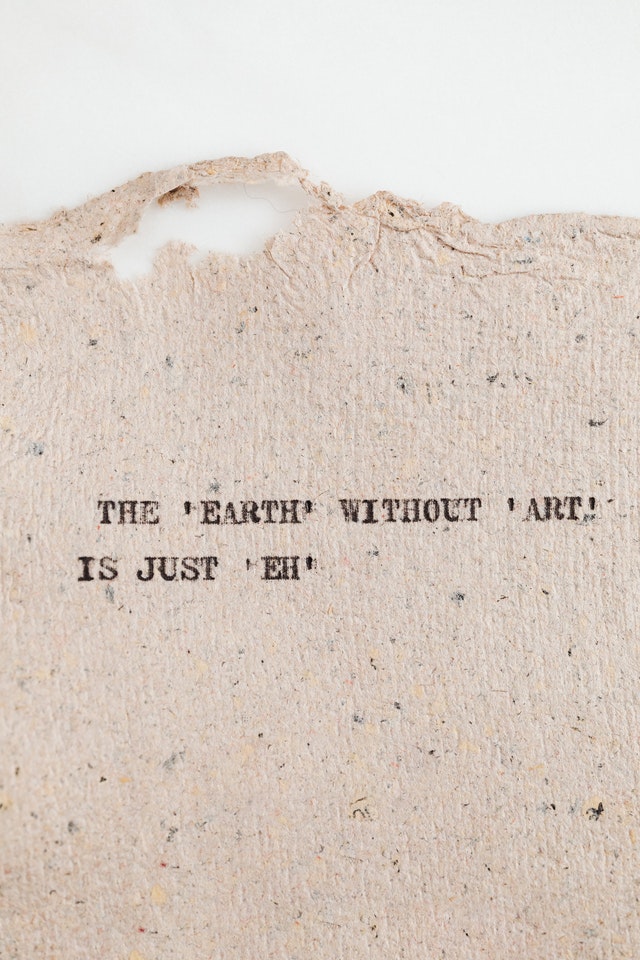 THE 'EARTH' WITHOUT 'ART'
IS JUST 'EH'